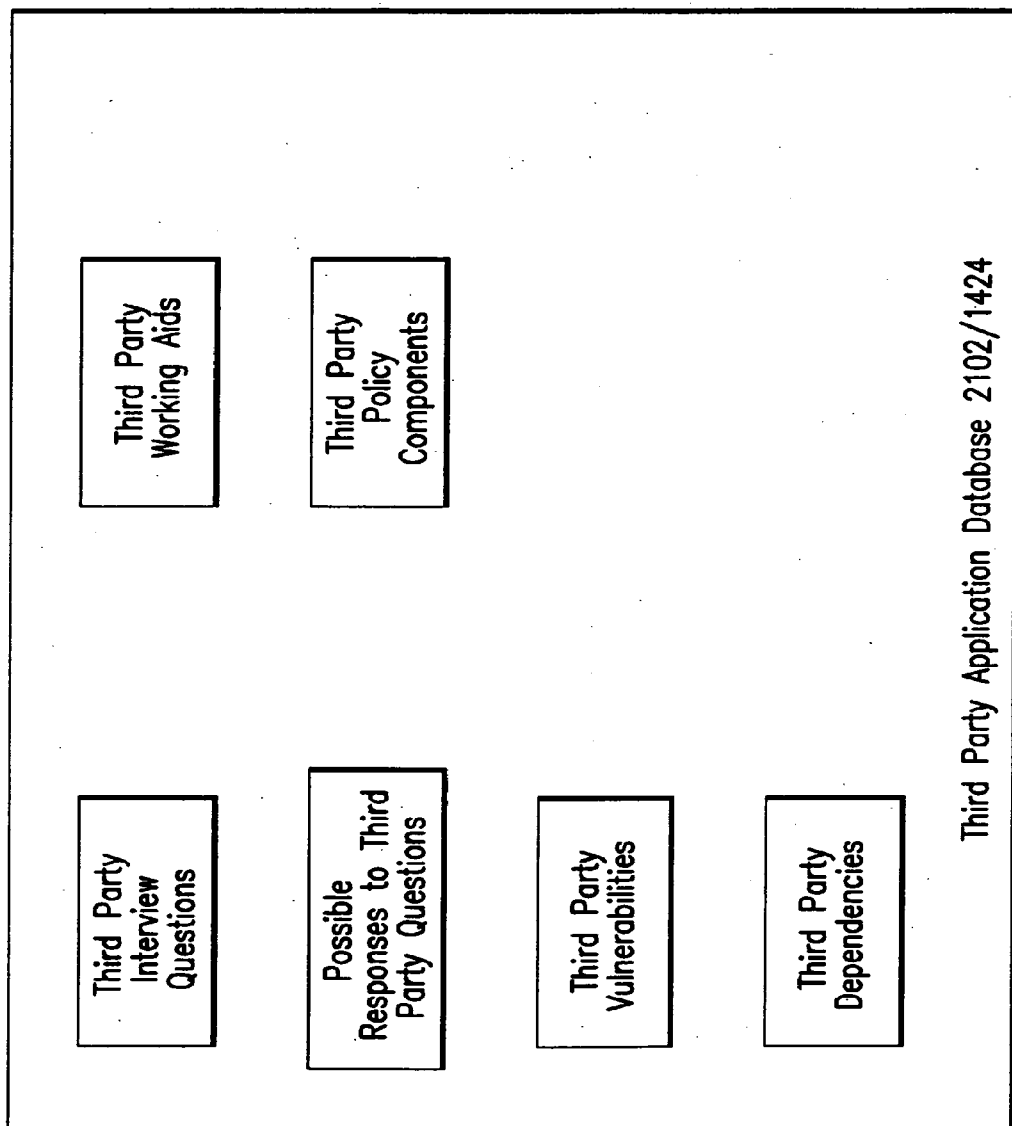 Third Party
Interview
Questions
Third Party
Working Aids
Possible
Responses to Third
Party Questions
Third Party
Policy
Components
Third Party
Vulnerabilities
Third Party
Dependencies
Third Party Application Database 2102/1424